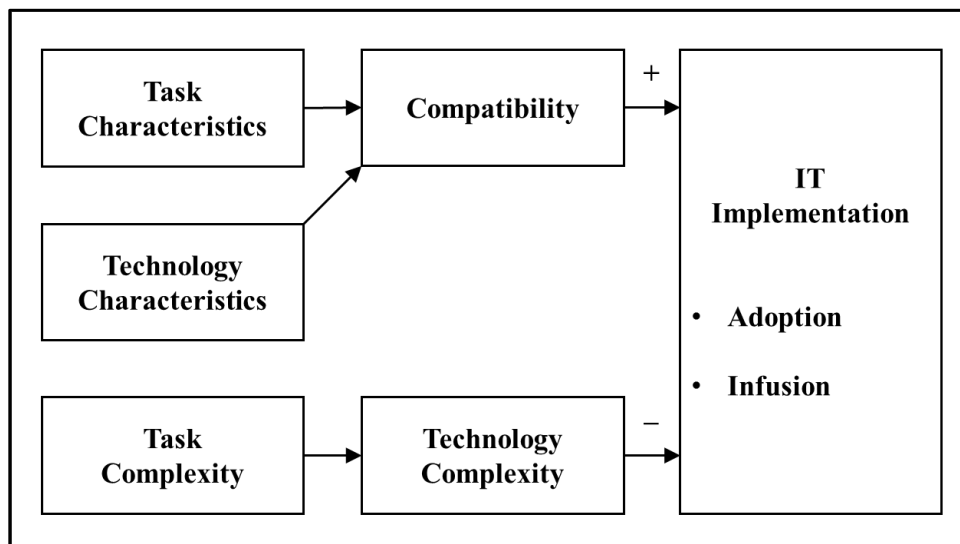 Task
Characteristics
Compatibility
+
IT
Implementation
Technology
Characteristics
• Adoption
• Infusion
Task
Complexity
Technology
Complexity
−